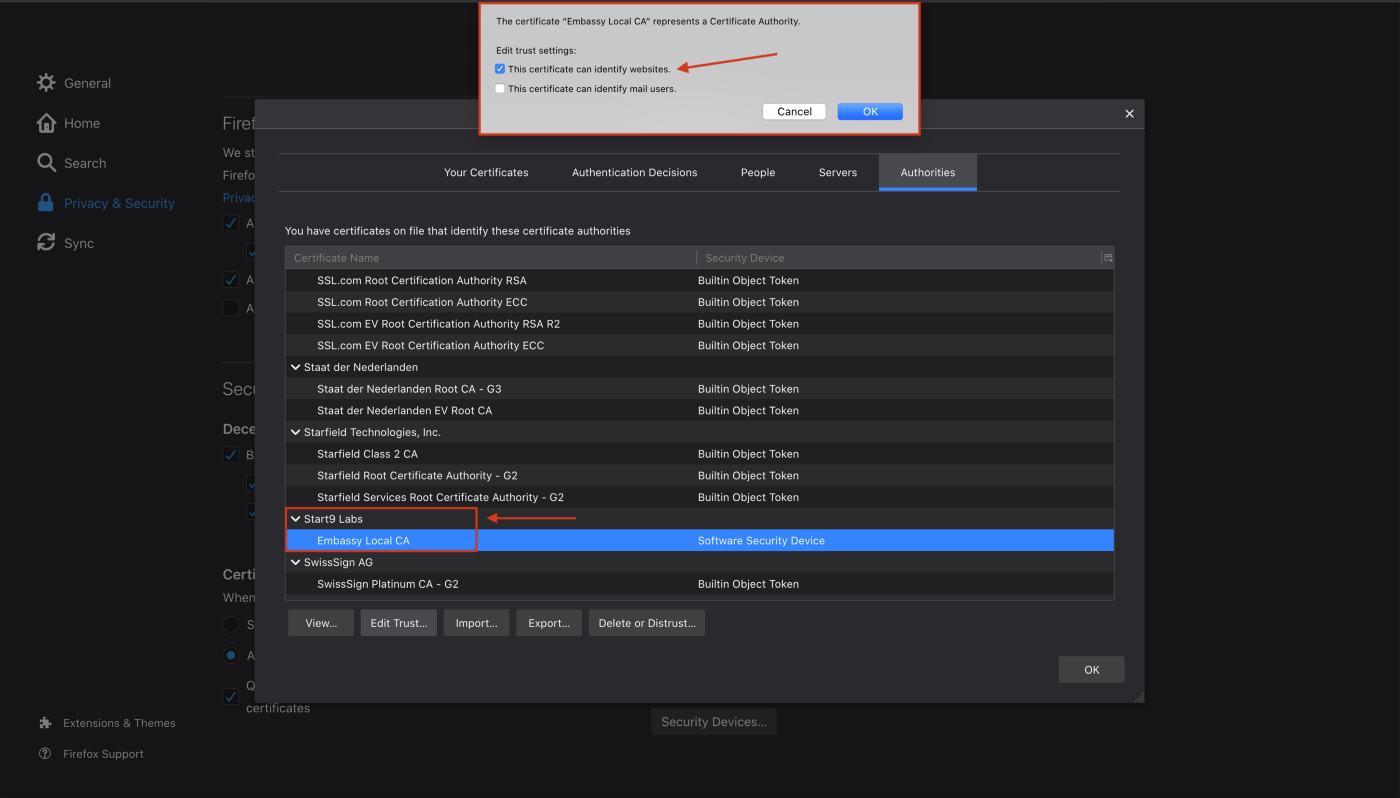 The certificate “Embassy Local CA” represents a Certificate Authority.
Edit trust settings:
This certificate can identify websites.
This certificate can identify mail users.
Cancel
OK
General
Home
Search
Privacy & Security
Sync
Extensions & Themes
Firefox Support
Firef
We st
Firefo
Privac
A
A
A
Secu
Dece
B
Certi
When
S
A
Q
certificates
Security Devices...
Your Certificates
Authentication Decisions
People
Servers
Authorities
You have certificates on file that identify these certificate authorities
Certificate Name Security Device
SSL.com Root Certification Authority RSA Builtin Object Token
SSL.com Root Certification Authority ECC Builtin Object Token
SSL.com EV Root Certification Authority RSA R2 Builtin Object Token
SSL.com EV Root Certification Authority ECC Builtin Object Token
Staat der Nederlanden
Staat der Nederlanden Root CA - G3 Builtin Object Token
Staat der Nederlanden EV Root CA Builtin Object Token
Starfield Technologies, Inc.
Starfield Class 2 CA Builtin Object Token
Starfield Root Certificate Authority - G2 Builtin Object Token
Starfield Services Root Certificate Authority - G2 Builtin Object Token
Start9 Labs
Embassy Local CA Software Security Device
SwissSign AG
SwissSign Platinum CA - G2 Builtin Object Token
View...
Edit Trust...
Import...
Export...
Delete or Distrust...
OK